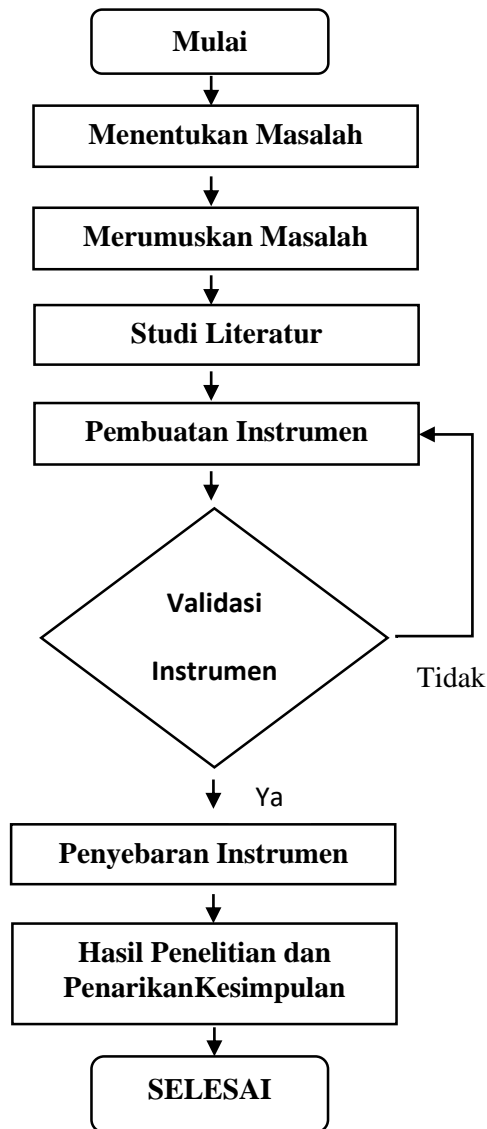 Mulai
Menentukan Masalah
Merumuskan Masalah
Studi Literatur
Pembuatan Instrumen
Validasi
Instrumen
Tidak
Ya
Penyebaran Instrumen
Hasil Penelitian dan
PenarikanKesimpulan
SELESAI